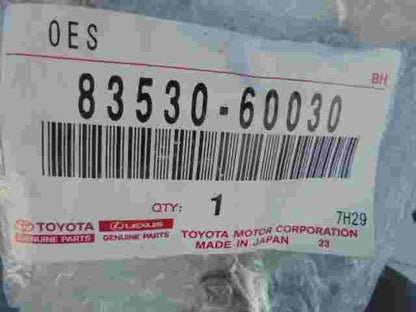 OES
BH
83530-60030
QTY: 1
7H29
TOYOTA LEXUS TOYOTA MOTOR CORPORATION
GENUINE PARTS GENUINE PARTS MADE IN JAPAN 23